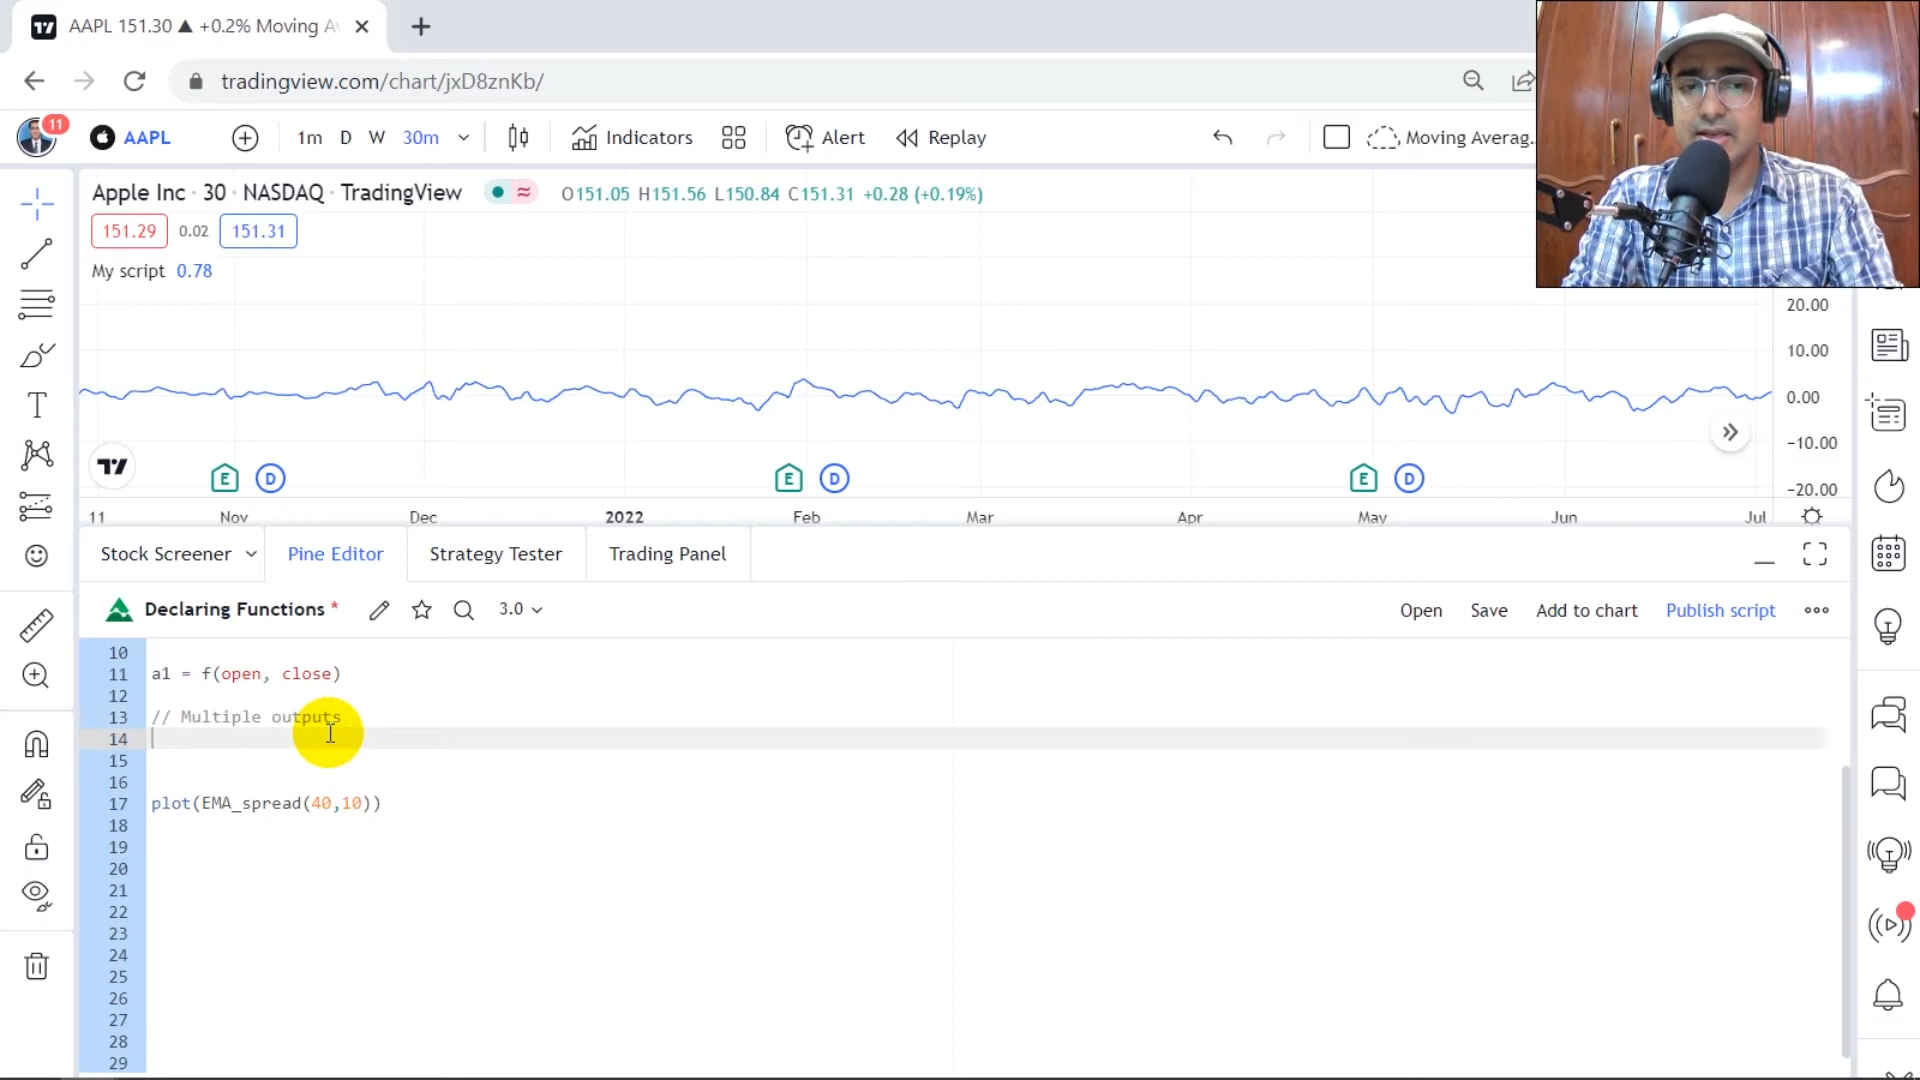 AAPL 151.30 ▲ +0.2% Moving A
tradingview.com/chart/jxD8znKb/
11
AAPL
1m D W 30m
Indicators
Alert
Replay
Moving Averag..
Apple Inc · 30 · NASDAQ · TradingView
O151.05 H151.56 L150.84 C151.31 +0.28 (+0.19%)
151.29 0.02 151.31
My script 0.78
20.00
10.00
0.00
−10.00
−20.00
E D E D E D
11 Nov Dec 2022 Feb Mar Apr May Jun Jul
Stock Screener Pine Editor Strategy Tester Trading Panel
Declaring Functions * 3.0 Open Save Add to chart Publish script
10
11 a1 = f(open, close)
12
13 // Multiple outputs
14
15
16
17 plot(EMA_spread(40,10))
18
19
20
21
22
23
24
25
26
27
28
29